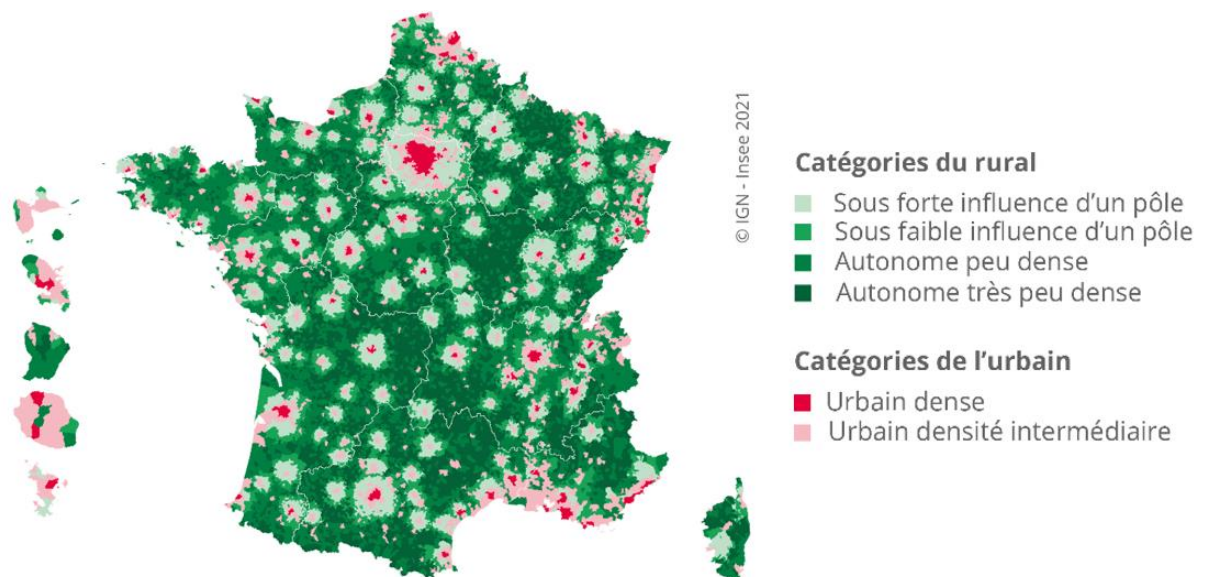 © IGN - Insee 2021
Catégories du rural
Sous forte influence d’un pôle
Sous faible influence d’un pôle
Autonome peu dense
Autonome très peu dense
Catégories de l’urbain
Urbain dense
Urbain densité intermédiaire